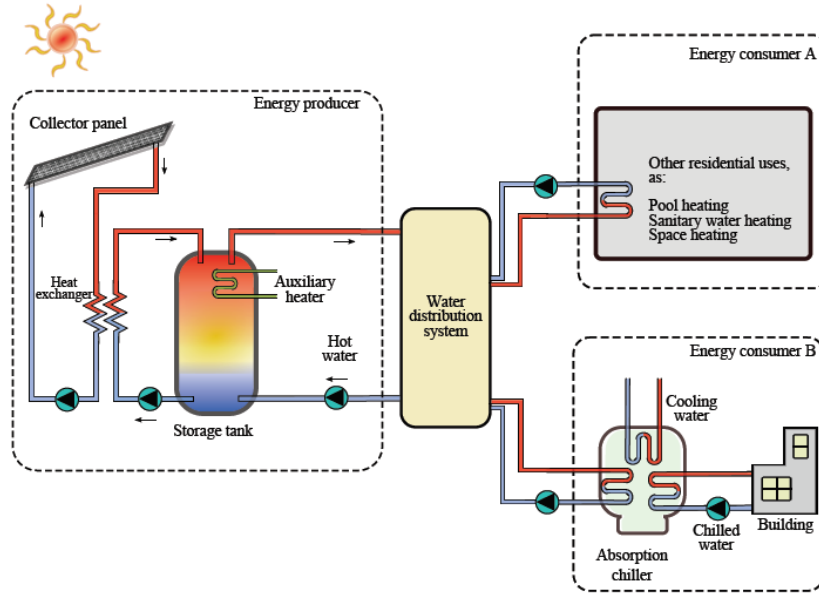 Energy consumer A
Energy producer
Collector panel
Other residential uses,
as:
Pool heating
Sanitary water heating
Space heating
Heat
exchanger
Auxiliary
heater
Water
distribution
system
Hot
water
Storage tank
Energy consumer B
Cooling
water
Chilled
water
Building
Absorption
chiller